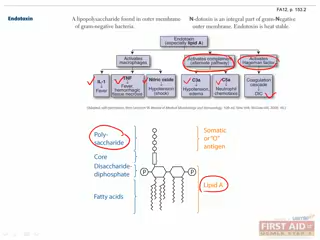 FA12, p. 153.2
Endotoxin
A lipopolysaccharide found in outer membrane
of gram-negative bacteria.
N-dotoxin is an integral part of gram-Negative
outer membrane. Endotoxin is heat stable.
Endotoxin
(especially lipid A)
Activates
macrophages
Activates complement
(alternate pathway)
Activates
Hageman factor
IL-1
Fever
TNF
Fever
hemorrhagic
tissue necrosis
Nitric oxide
Hypotension
(shock)
C3a
Hypotension
edema
C5a
Neutrophil
chemotaxis
Coagulation
cascade
DIC
Poly-
saccharide
Core
Disaccharide-
diphosphate
Fatty acids
P
P
Somatic
or "O"
antigen
Lipid A
FIRST AID